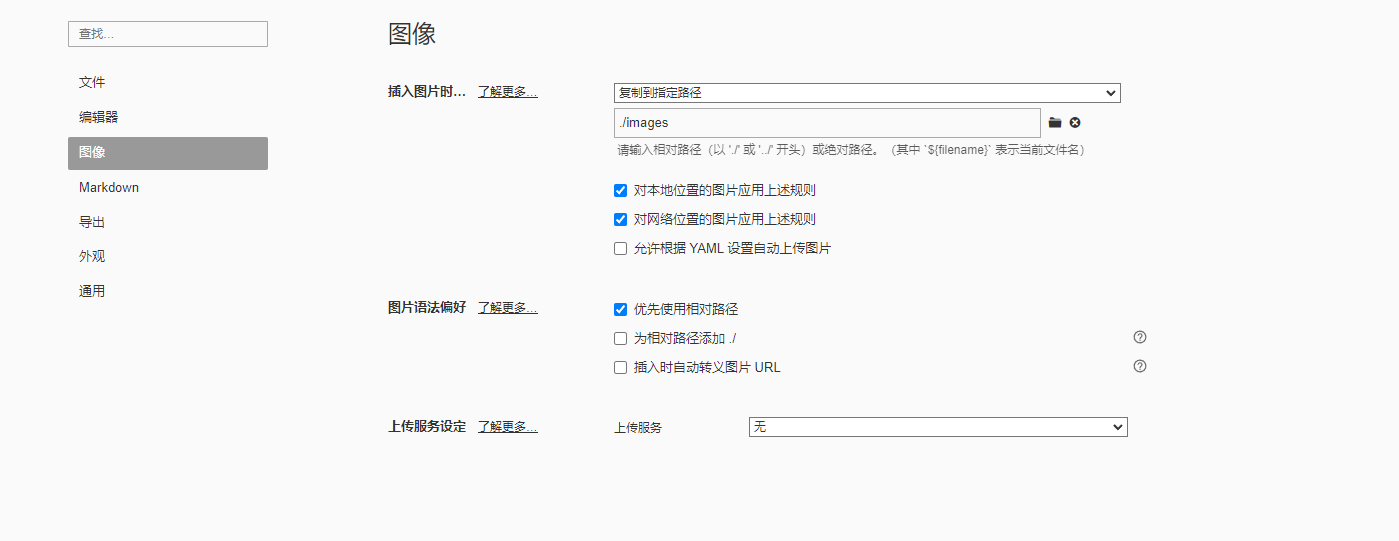 查找...
文件
编辑器
图像
Markdown
导出
外观
通用
图像
插入图片时... 了解更多... 复制到指定路径
./images
请输入相对路径（以 './' 或 '../' 开头）或绝对路径。（其中 `${filename}` 表示当前文件名）
对本地位置的图片应用上述规则
对网络位置的图片应用上述规则
允许根据 YAML 设置自动上传图片
图片语法偏好 了解更多... 优先使用相对路径
为相对路径添加 ./
插入时自动转义图片 URL
上传服务设定 了解更多... 上传服务 无